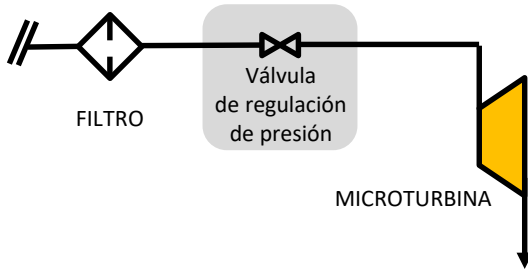 Válvula
de regulación
de presión
FILTRO
MICROTURBINA